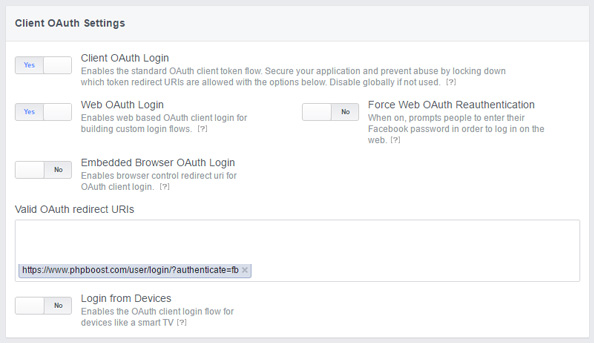 Client OAuth Settings
Yes
Client OAuth Login
Enables the standard OAuth client token flow. Secure your application and prevent abuse by locking down
which token redirect URIs are allowed with the options below. Disable globally if not used. [?]
Yes
Web OAuth Login
Enables web based OAuth client login for
building custom login flows. [?]
No
Force Web OAuth Reauthentication
When on, prompts people to enter their
Facebook password in order to log in on the
web. [?]
No
Embedded Browser OAuth Login
Enables browser control redirect uri for
OAuth client login. [?]
Valid OAuth redirect URIs
https://www.phpboost.com/user/login/?authenticate=fb ×
No
Login from Devices
Enables the OAuth client login flow for
devices like a smart TV [?]